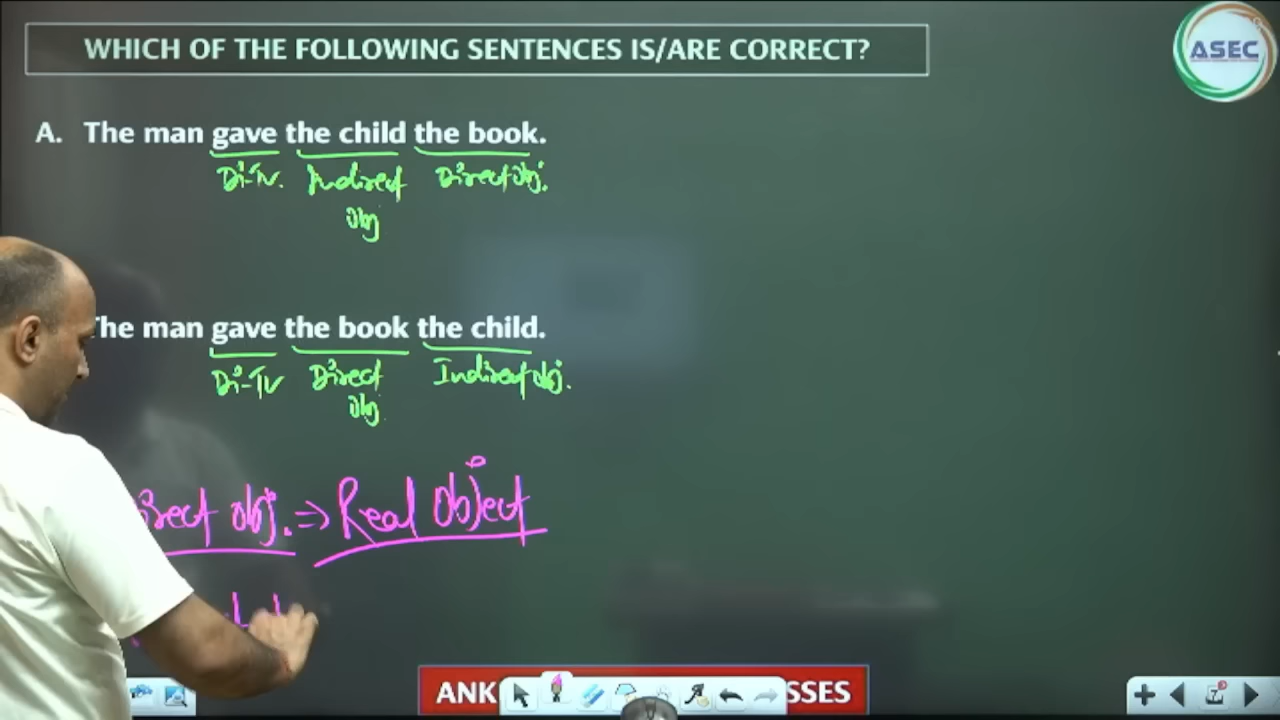 WHICH OF THE FOLLOWING SENTENCES IS/ARE CORRECT?
ASEC
A. The man gave the child the book.
Di-Tv. Indirect Direct obj.
obj
The man gave the book the child.
Di-Tv Direct Indirect obj.
obj
irect obj. ⇒ Real object
ANK SSES